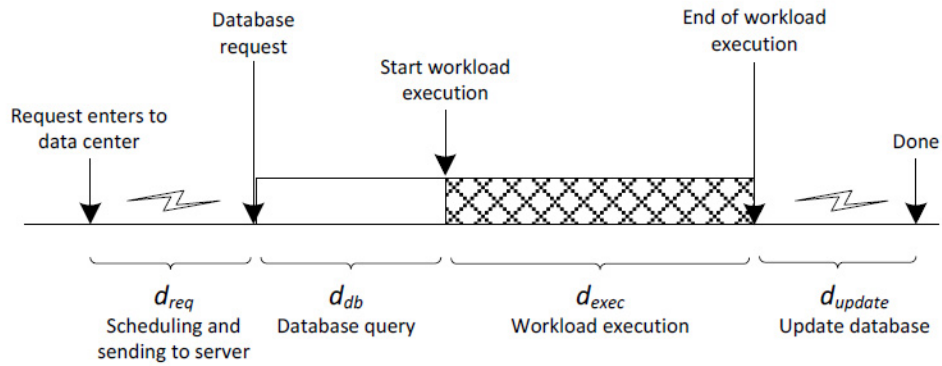 Database
request
End of workload
execution
Start workload
execution
Request enters to
data center
Done
d_req
Scheduling and
sending to server
d_db
Database query
d_exec
Workload execution
d_update
Update database